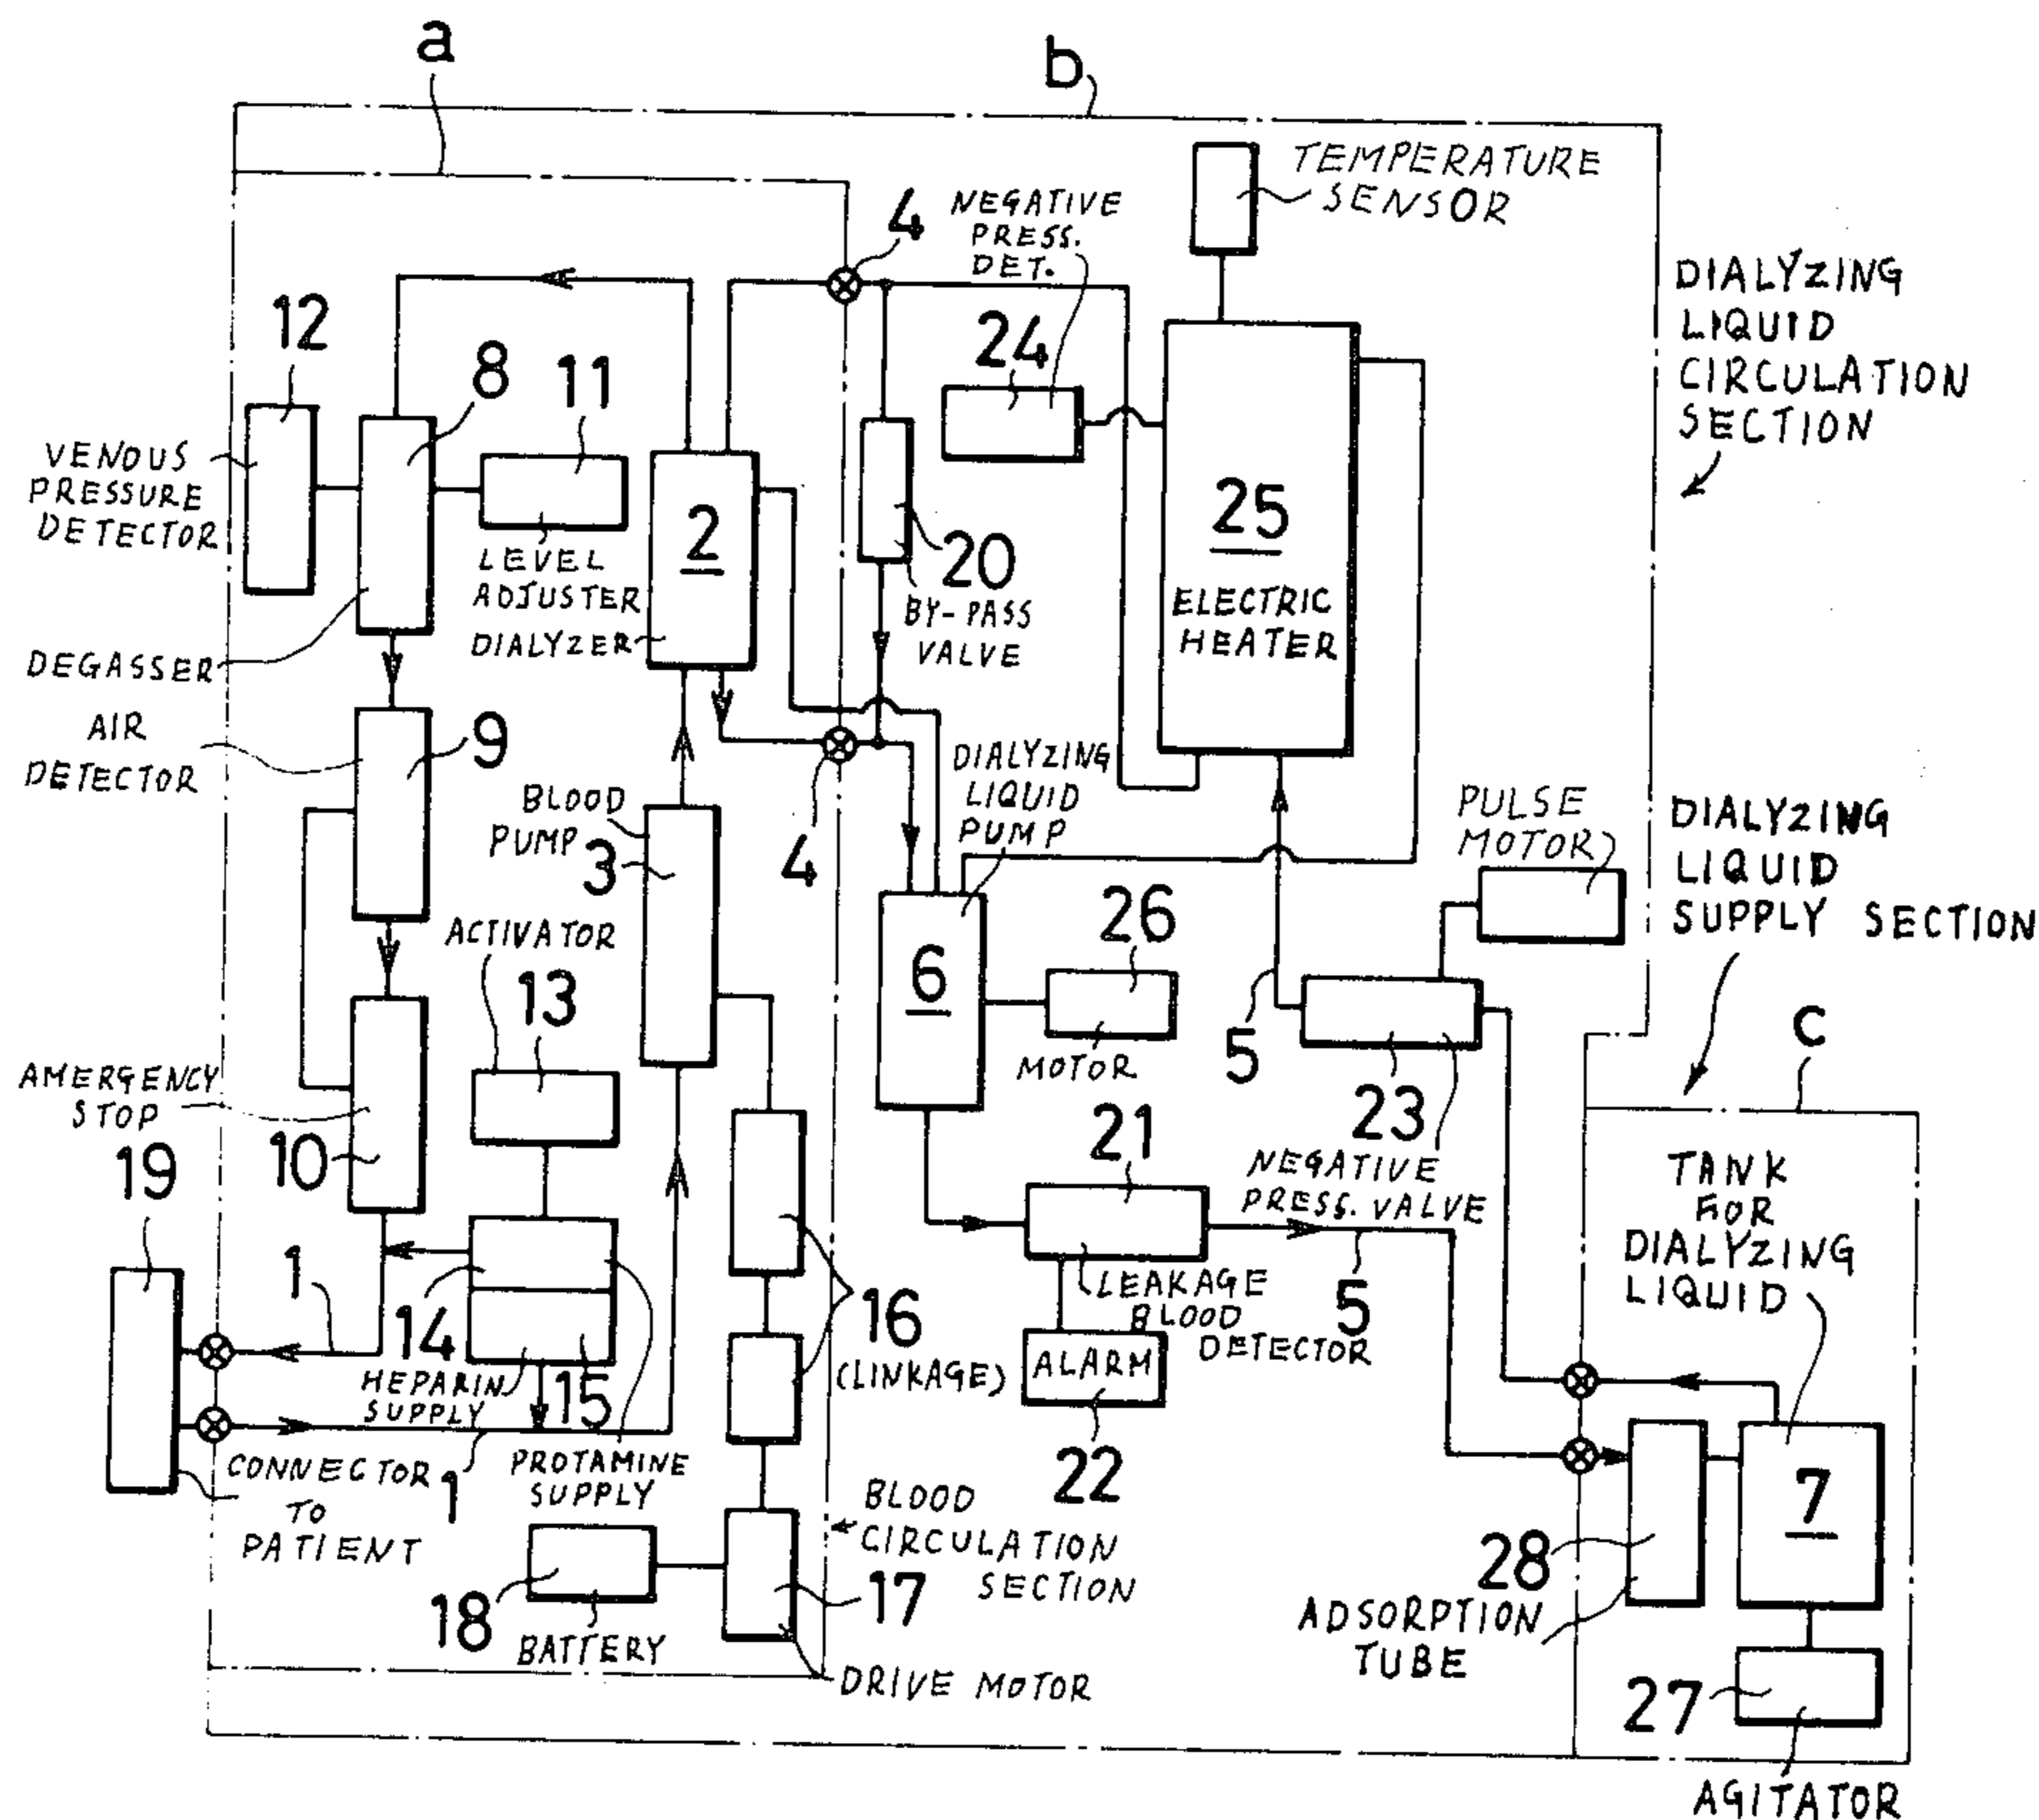 a
b
TEMPERATURE
SENSOR
4
NEGATIVE
PRESS.
DET.
DIALYZING
LIQUID
CIRCULATION
SECTION
12
8
11
24
VENOUS
PRESSURE
DETECTOR
2
25
20
LEVEL
ADJUSTER
DIALYZER
BY-PASS
VALVE
ELECTRIC
HEATER
DEGASSER
AIR
DETECTOR
9
DIALYZING
LIQUID
PUMP
BLOOD
PUMP
3
4
PULSE
MOTOR
DIALYZING
LIQUID
SUPPLY SECTION
ACTIVATOR
13
6
26
MOTOR
5
23
C
AMERGENCY
STOP
10
19
21
NEGATIVE
PRESS. VALVE
TANK
FOR
DIALYZING
LIQUID
1
14
HEPARIN
SUPPLY
15
16
(LINKAGE)
LEAKAGE
BLOOD
DETECTOR
5
ALARM
22
CONNECTOR
TO
PATIENT
1
PROTAMINE
SUPPLY
BLOOD
CIRCULATION
SECTION
7
28
ADSORPTION
TUBE
18
BATTERY
17
DRIVE MOTOR
27
AGITATOR